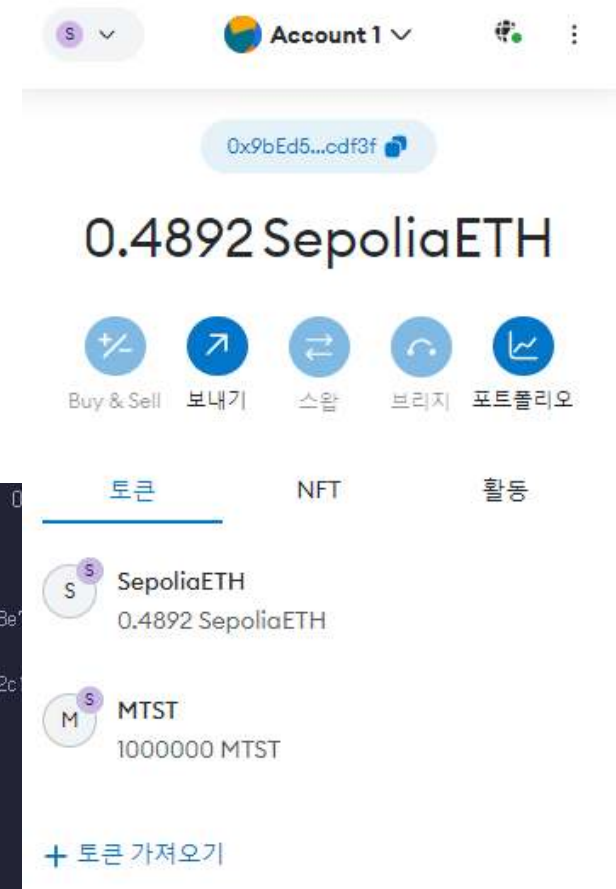 S
Account 1
0x9bEd5...cdf3f
0.4892 SepoliaETH
Buy & Sell 보내기 스왑 브리지 포트폴리오
토큰 NFT 활동
S
S
SepoliaETH
0.4892 SepoliaETH
S
M
MTST
1000000 MTST
+ 토큰 가져오기